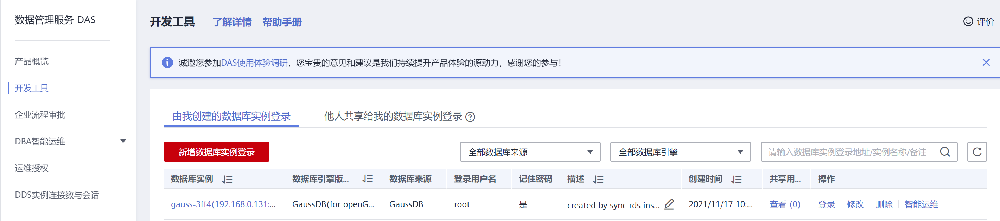 数据管理服务 DAS
产品概览
开发工具
企业流程审批
DBA智能运维
运维授权
DDS实例连接数与会话
开发工具 了解详情 帮助手册
评价
诚邀您参加DAS使用体验调研，您宝贵的意见和建议是我们持续提升产品体验的源动力，感谢您的参与！
由我创建的数据库实例登录 他人共享给我的数据库实例登录
新增数据库实例登录 全部数据库来源 全部数据库引擎 请输入数据库实例登录地址/实例名称/备注
数据库实例 数据库引擎版... 数据库来源 登录用户名 记住密码 描述 创建时间 共享用... 操作
gauss-3ff4(192.168.0.131:... GaussDB(for openG... GaussDB root 是 created by sync rds ins... 2021/11/17 10:... 查看 (0) 登录 修改 删除 智能运维